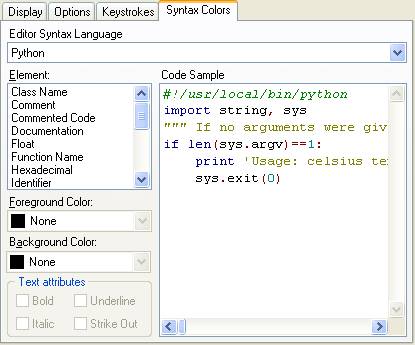 Display Options Keystrokes Syntax Colors
Editor Syntax Language
Python
Element:
Class Name
Comment
Commented Code
Documentation
Float
Function Name
Hexadecimal
Identifier
Foreground Color:
None
Background Color:
None
Text attributes
Bold Underline
Italic Strike Out
Code Sample
#!/usr/local/bin/python
import string, sys
""" If no arguments were giv
if len(sys.argv)==1:
print 'Usage: celsius te
sys.exit(0)